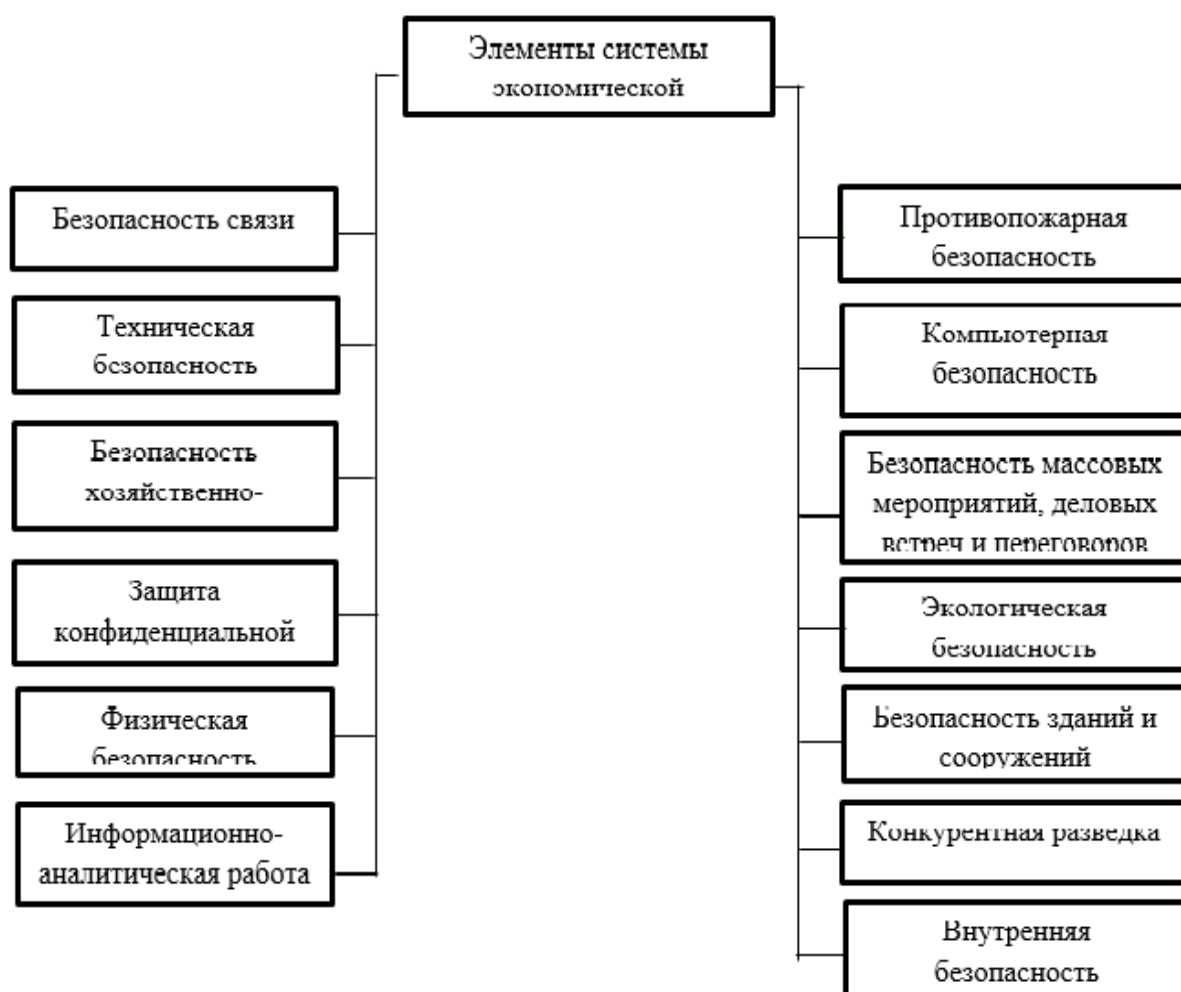 Элементы системы
экономической
Безопасность связи
Техническая
безопасность
Безопасность
хозяйственно-
Защита
конфиденциальной
Физическая
безопасность
Информационно-
аналитическая работа
Противопожарная
безопасность
Компьютерная
безопасность
Безопасность массовых
мероприятий, деловых
встреч и переговоров
Экологическая
безопасность
Безопасность зданий и
сооружений
Конкурентная разведка
Внутренняя
безопасность